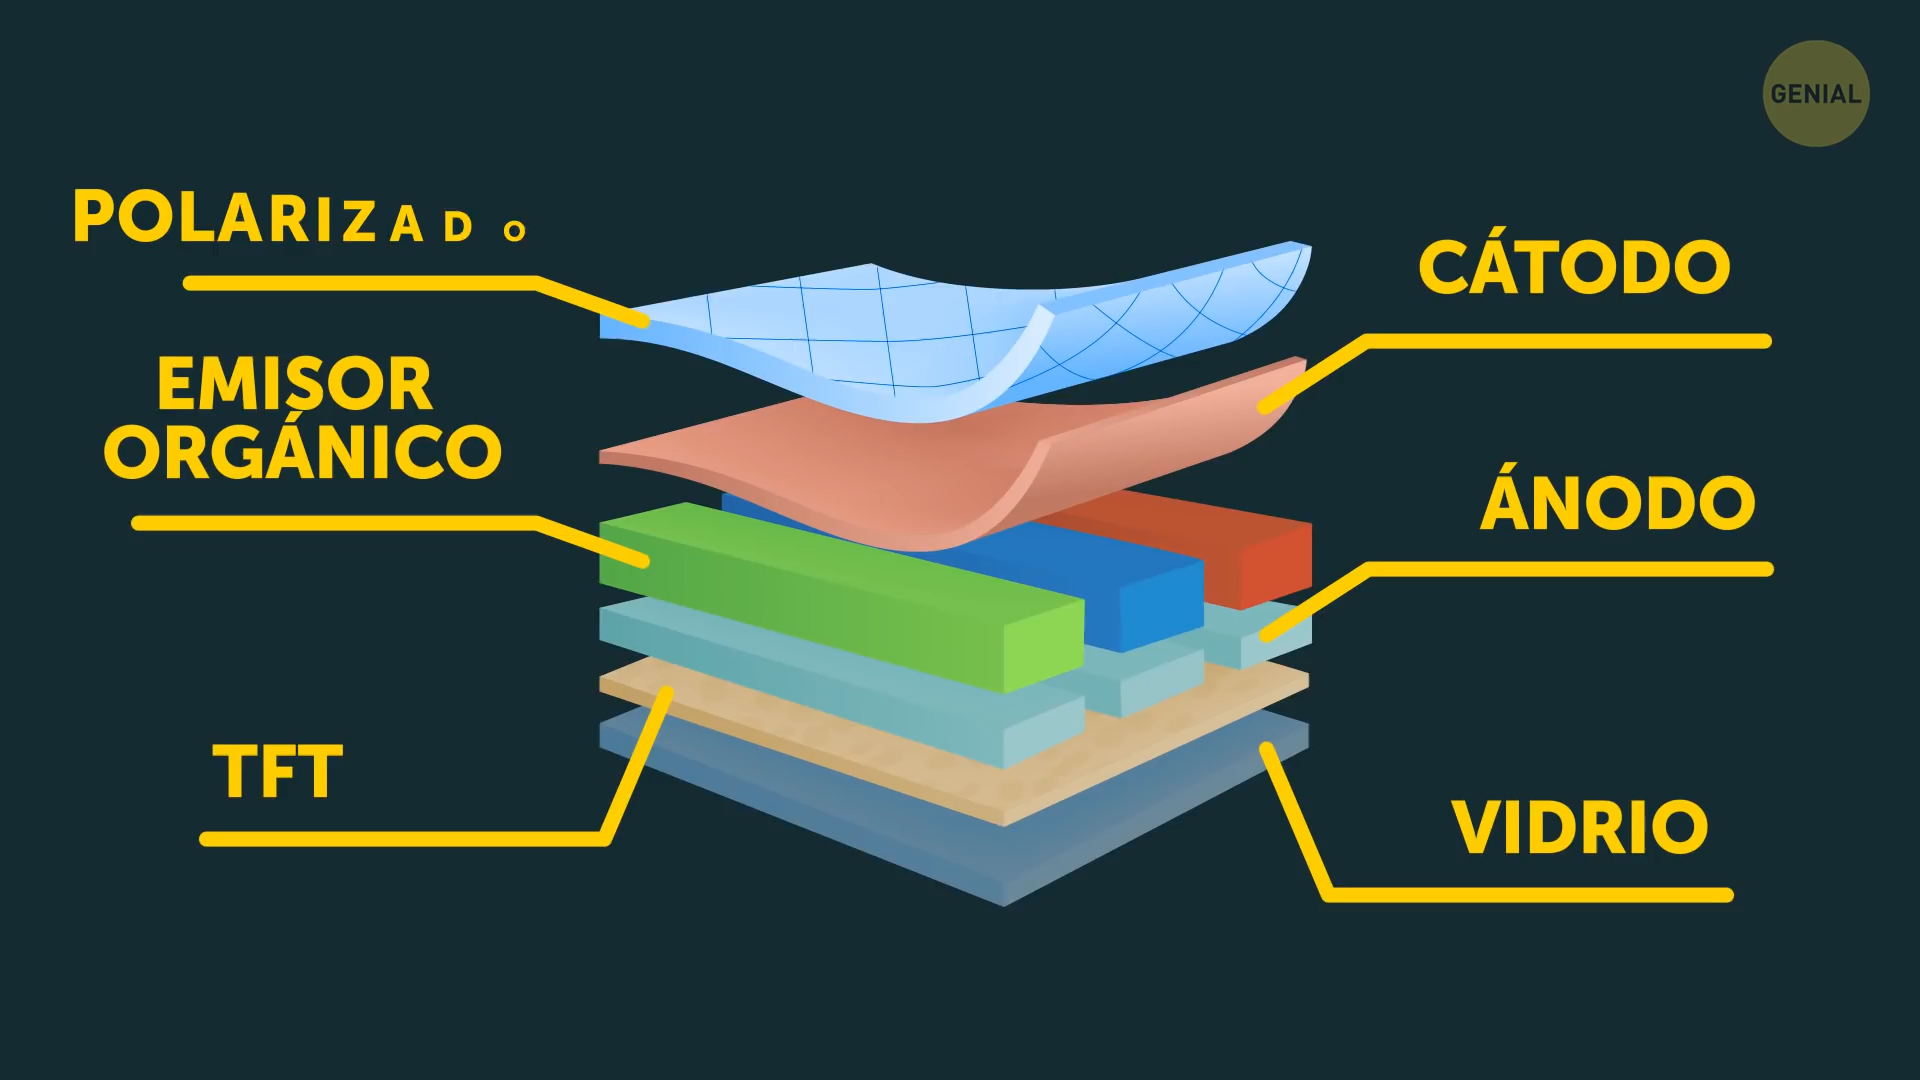 GENIAL
POLARIZADO
CÁTODO
EMISOR
ORGÁNICO
ÁNODO
TFT
VIDRIO